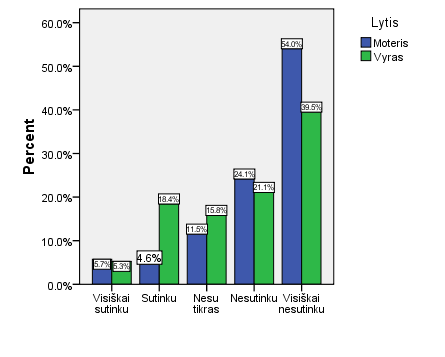 Lytis
Moteris
Vyras
Percent
60.0%
50.0%
40.0%
30.0%
20.0%
10.0%
0.0%
5.7%
5.3%
4.6%
18.4%
11.5%
15.8%
24.1%
21.1%
54.0%
39.5%
Visiškai
sutinku
Sutinku
Nesu
tikras
Nesutinku
Visiškai
nesutinku